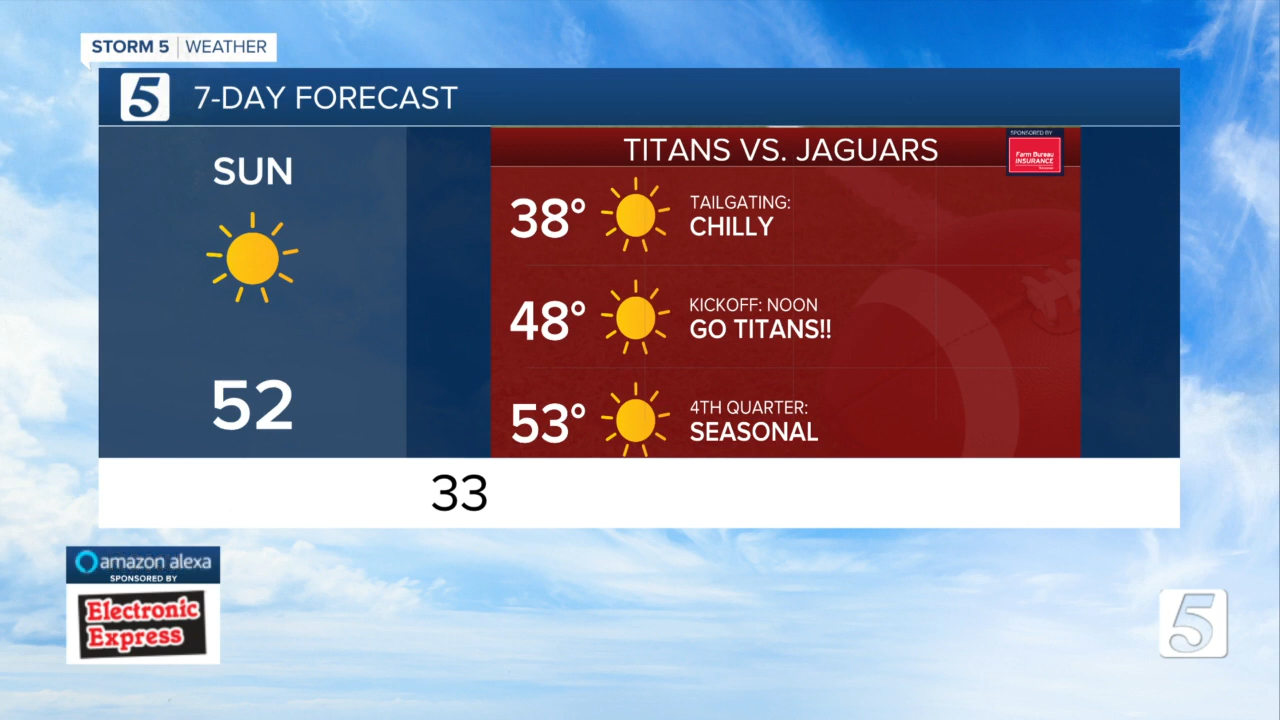 STORM 5 | WEATHER
5 7-DAY FORECAST
SUN
52
TITANS VS. JAGUARS
SPONSORED BY
Farm Bureau
INSURANCE
38° TAILGATING:
CHILLY
48° KICKOFF: NOON
GO TITANS!!
53° 4TH QUARTER:
SEASONAL
33
amazon alexa
SPONSORED BY
Electronic
Express
5